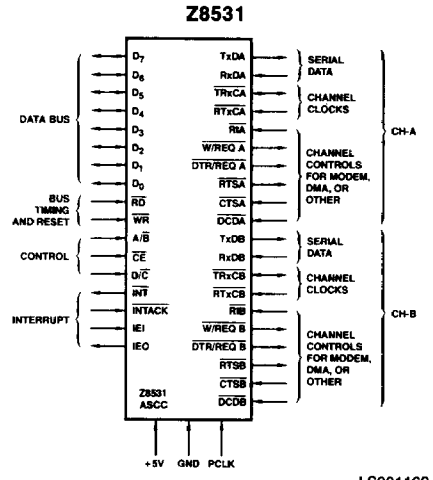 Z8531
DATA BUS
BUS
TIMING
AND RESET
CONTROL
INTERRUPT
D7
D6
D5
D4
D3
D2
D1
D0
RD
WR
A/B
CE
D/C
INT
INTACK
IEI
IEO
Z8531
ASCC
TxDA
RxDA
TRxCA
RTxCA
RIA
W/REQ A
DTR/REQ A
RTSA
CTSA
DCDA
TxDB
RxDB
TRxCB
RTxCB
RIB
W/REQ B
DTR/REQ B
RTSB
CTSB
DCDB
SERIAL
DATA
CHANNEL
CLOCKS
CHANNEL
CONTROLS
FOR MODEM,
DMA, OR
OTHER
CH-A
SERIAL
DATA
CHANNEL
CLOCKS
CHANNEL
CONTROLS
FOR MODEM,
DMA, OR
OTHER
CH-B
+5V GND PCLK